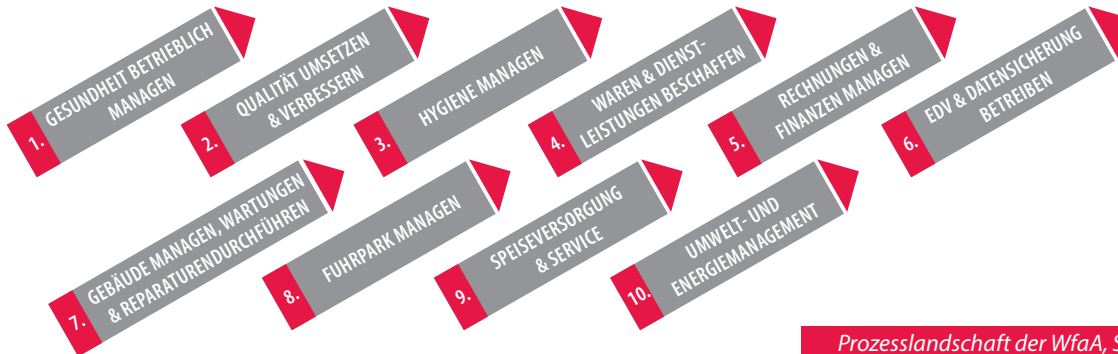 1. GESUNDHEIT BETRIEBLICH
MANAGEN
2. QUALITÄT UMSETZEN
& VERBESSERN
3. HYGIENE MANAGEN
4. WAREN & DIENST-
LEISTUNGEN BESCHAFFEN
5. RECHNUNGEN &
FINANZEN MANAGEN
6. EDV & DATENSICHERUNG
BETREIBEN
7. GEBÄUDE MANAGEN, WARTUNGEN
& REPARATURENDURCHFÜHREN
8. FUHRPARK MANAGEN
9. SPEISEVERSORGUNG
& SERVICE
10. UMWELT- UND
ENERGIEMANAGEMENT
Prozesslandschaft der WfaA,